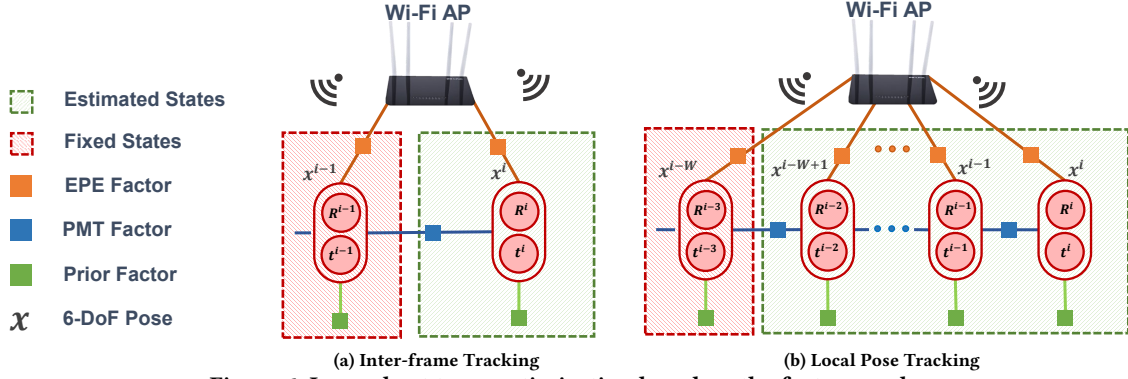 Wi-Fi AP
Wi-Fi AP
Estimated States
Fixed States
EPE Factor
PMT Factor
Prior Factor
x 6-DoF Pose
x^{i-1}
x^{i}
R^{i-1}
t^{i-1}
R^{i}
t^{i}
(a) Inter-frame Tracking
x^{i-W}
x^{i-W+1}
x^{i-1}
x^{i}
R^{i-3}
R^{i-2}
R^{i-1}
R^{i}
t^{i-3}
t^{i-2}
t^{i-1}
t^{i}
(b) Local Pose Tracking